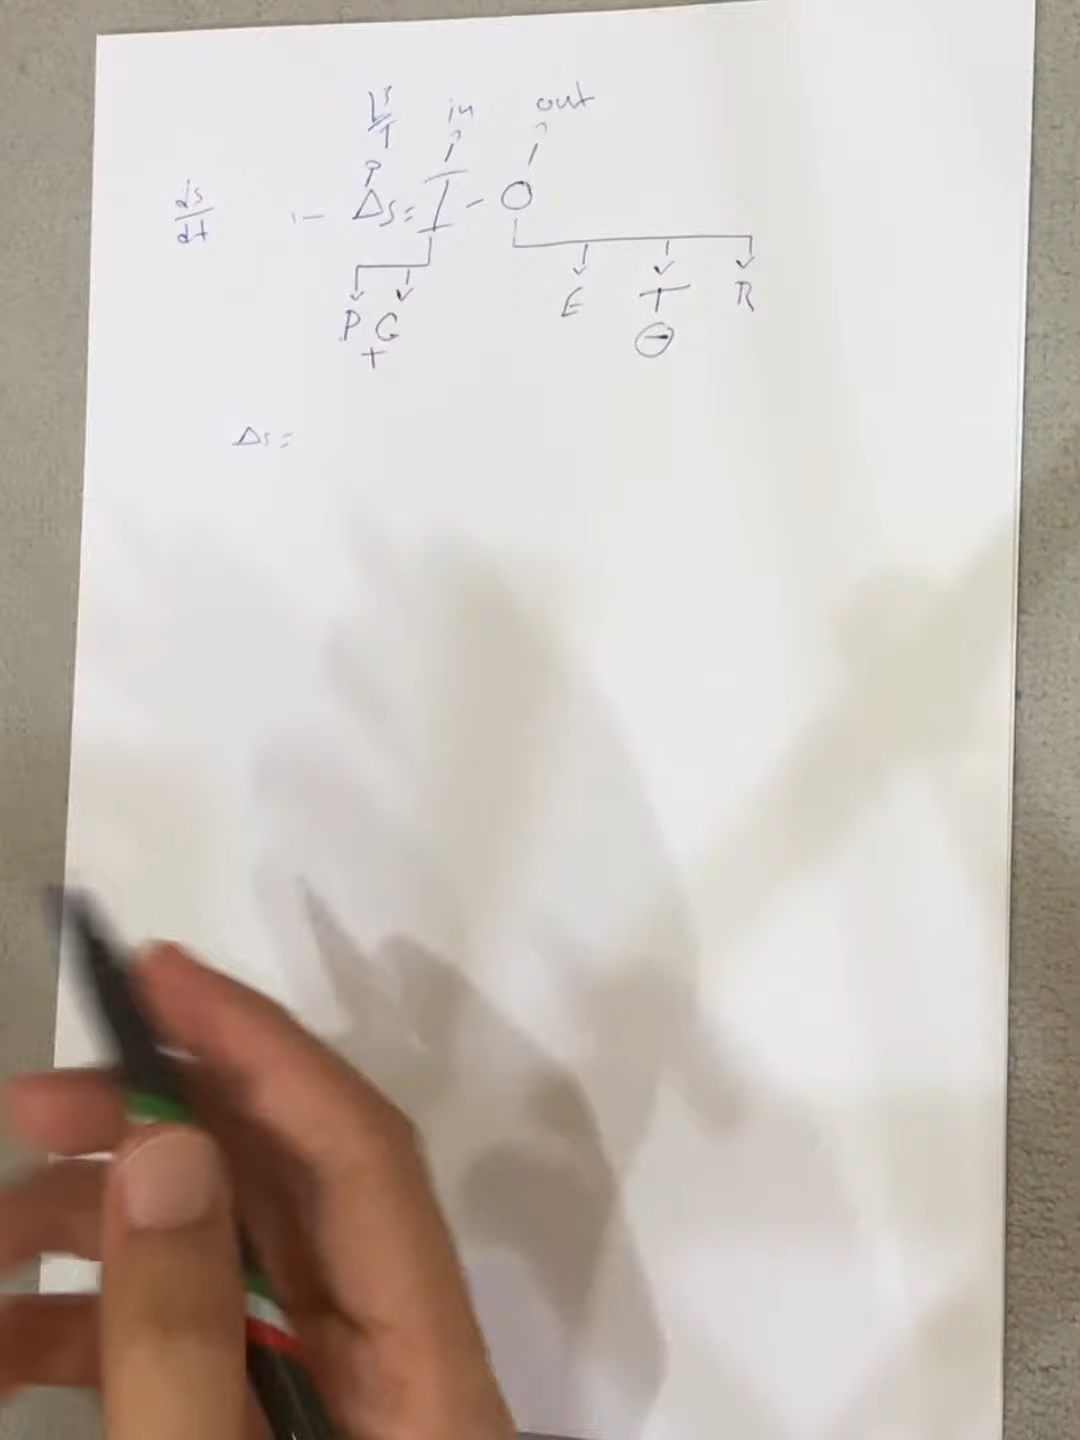 L³/T in out
ds/dt - Δs = I - O
P G E T R
+ ⊖
Δs =